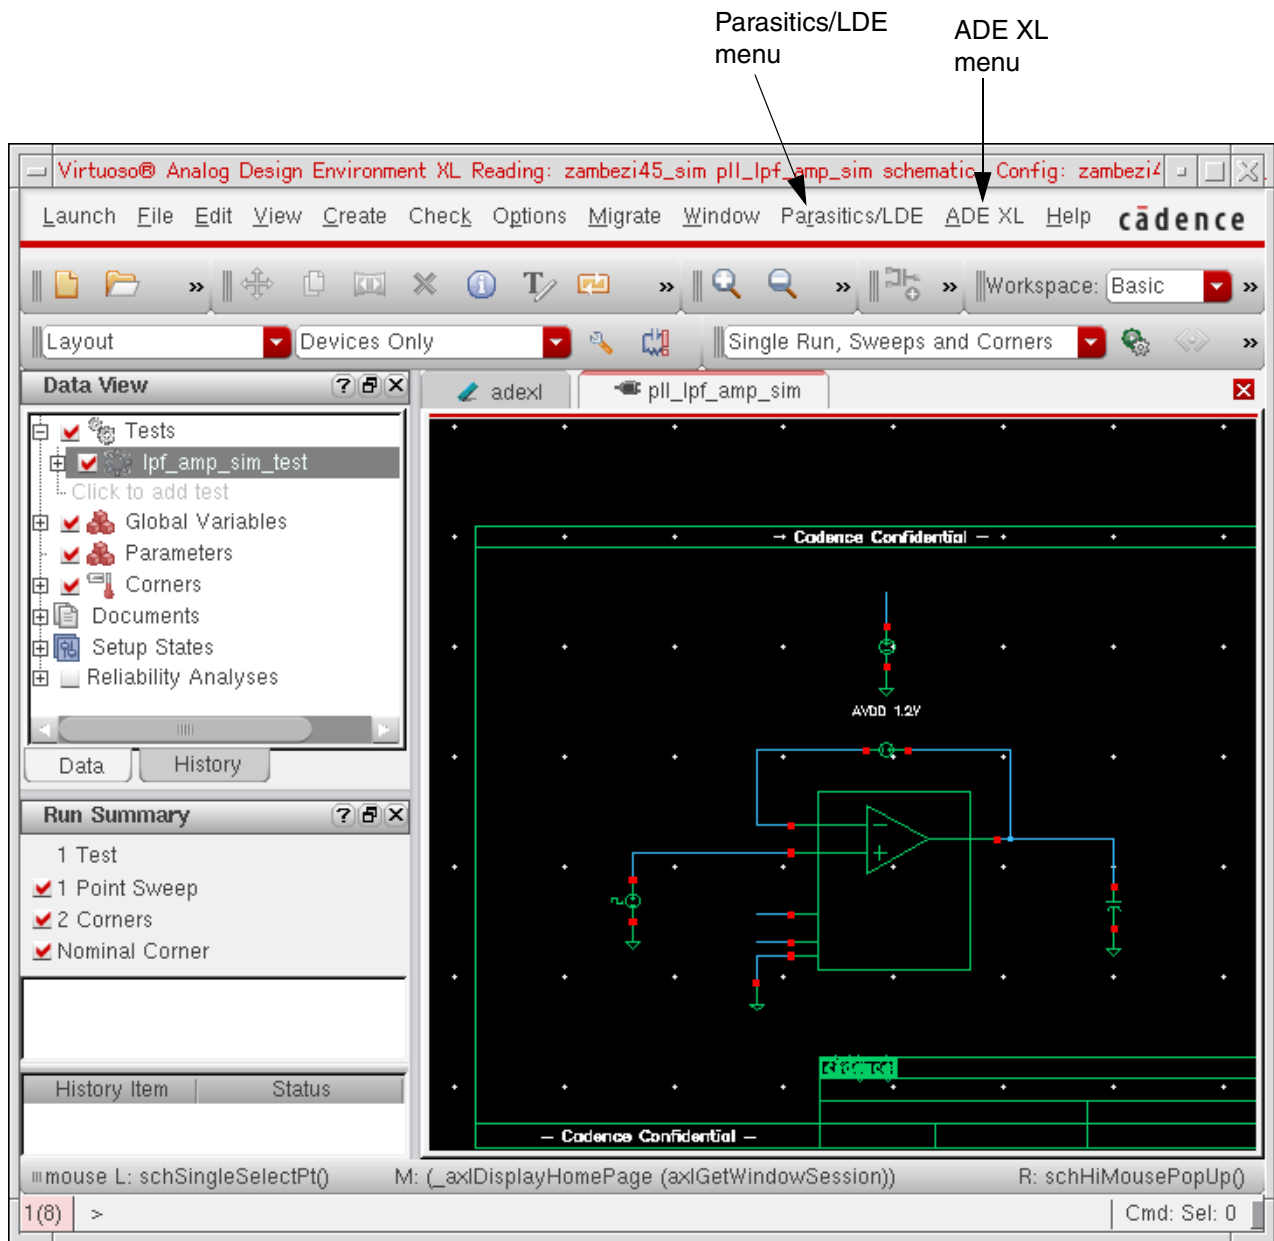 Parasitics/LDE
menu
ADE XL
menu
Virtuoso® Analog Design Environment XL Reading: zambezi45_sim pll_lpf_amp_sim schematic Config: zambezi4
Launch File Edit View Create Check Options Migrate Window Parasitics/LDE ADE XL Help cādence
» » » » Workspace: Basic »
Layout Devices Only Single Run, Sweeps and Corners »
Data View
adexl pll_lpf_amp_sim
Tests
lpf_amp_sim_test
Click to add test
Global Variables
Parameters
Corners
Documents
Setup States
Reliability Analyses
Data History
Run Summary
1 Test
1 Point Sweep
2 Corners
Nominal Corner
History Item Status
Cadence Confidential
AVDD 1.2V
cādence
Cadence Confidential
mouse L: schSingleSelectPt() M: (_axlDisplayHomePage (axlGetWindowSession)) R: schHiMousePopUp()
1(8) > Cmd: Sel: 0